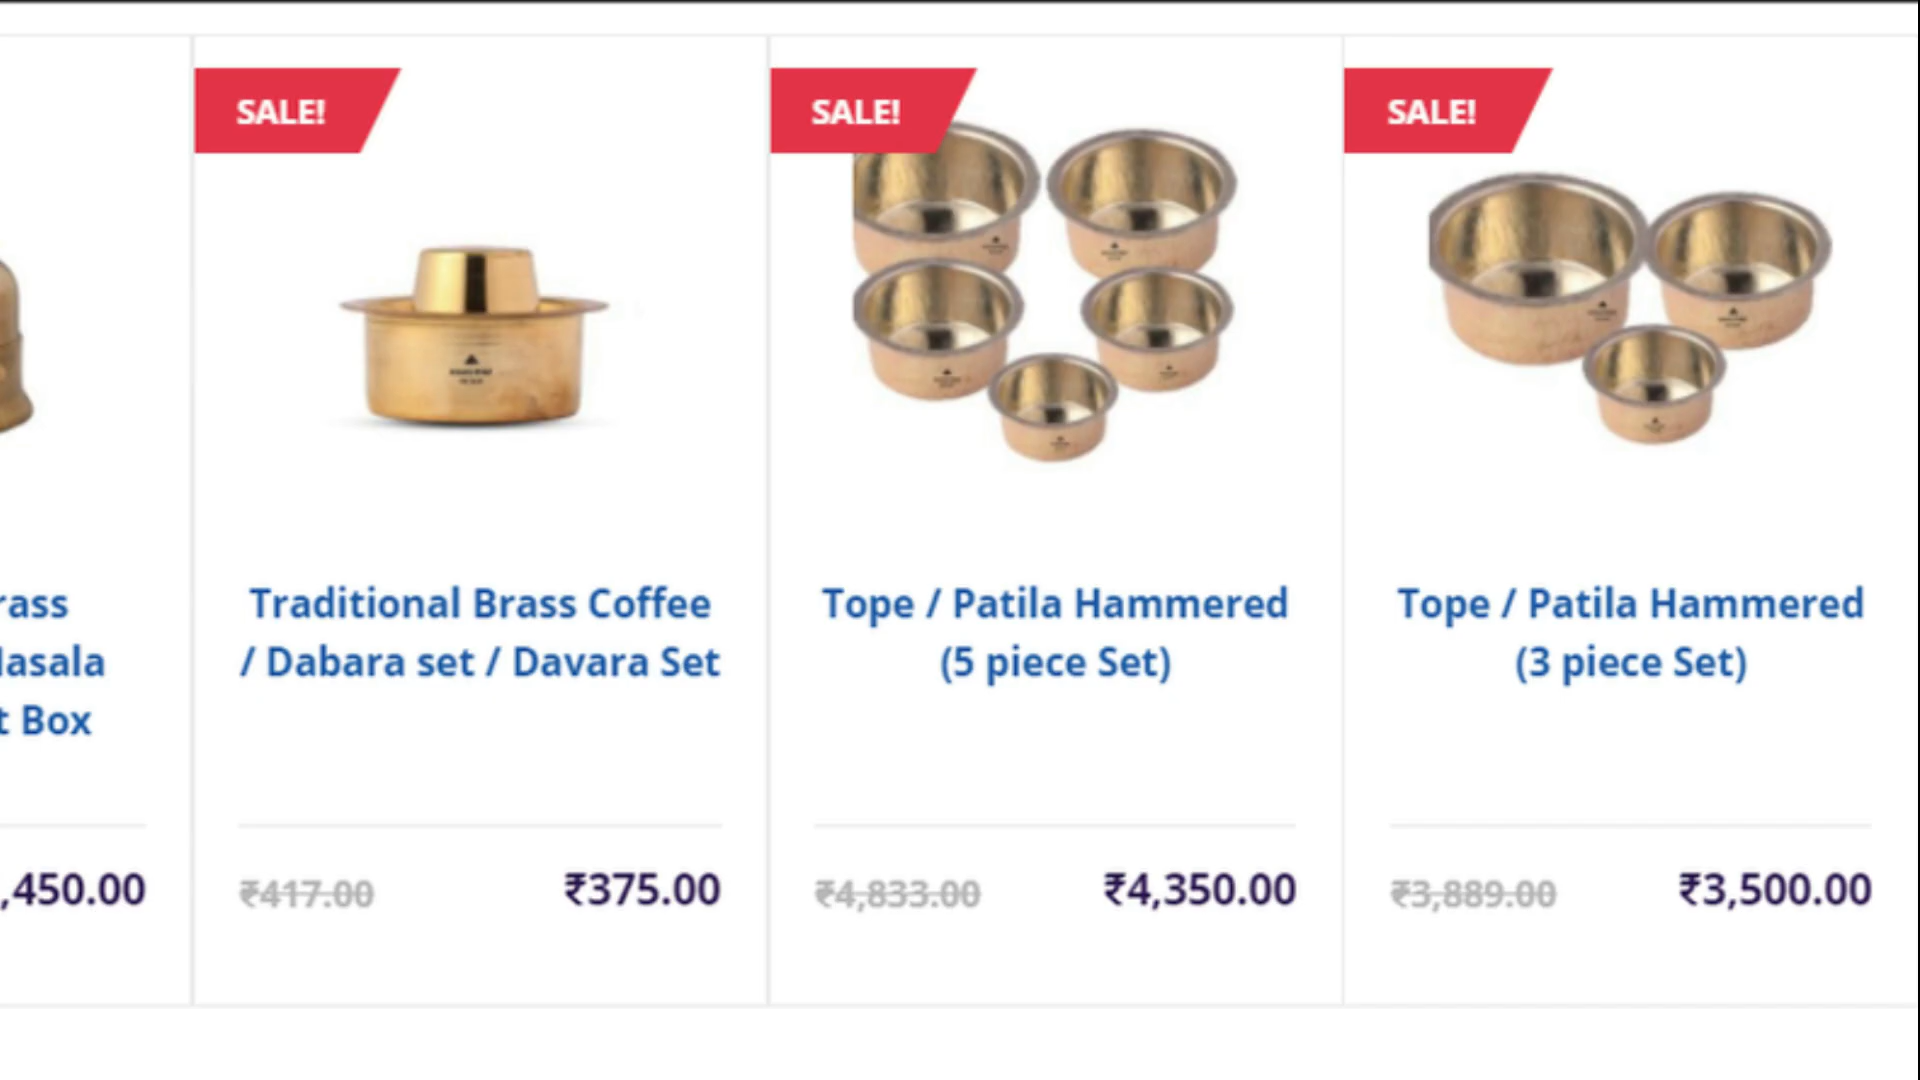 Box
,450.00
SALE!
Traditional Brass Coffee
/ Dabara set / Davara Set
₹417.00
₹375.00
SALE!
Tope / Patila Hammered
(5 piece Set)
₹4,833.00
₹4,350.00
SALE!
Tope / Patila Hammered
(3 piece Set)
₹3,889.00
₹3,500.00